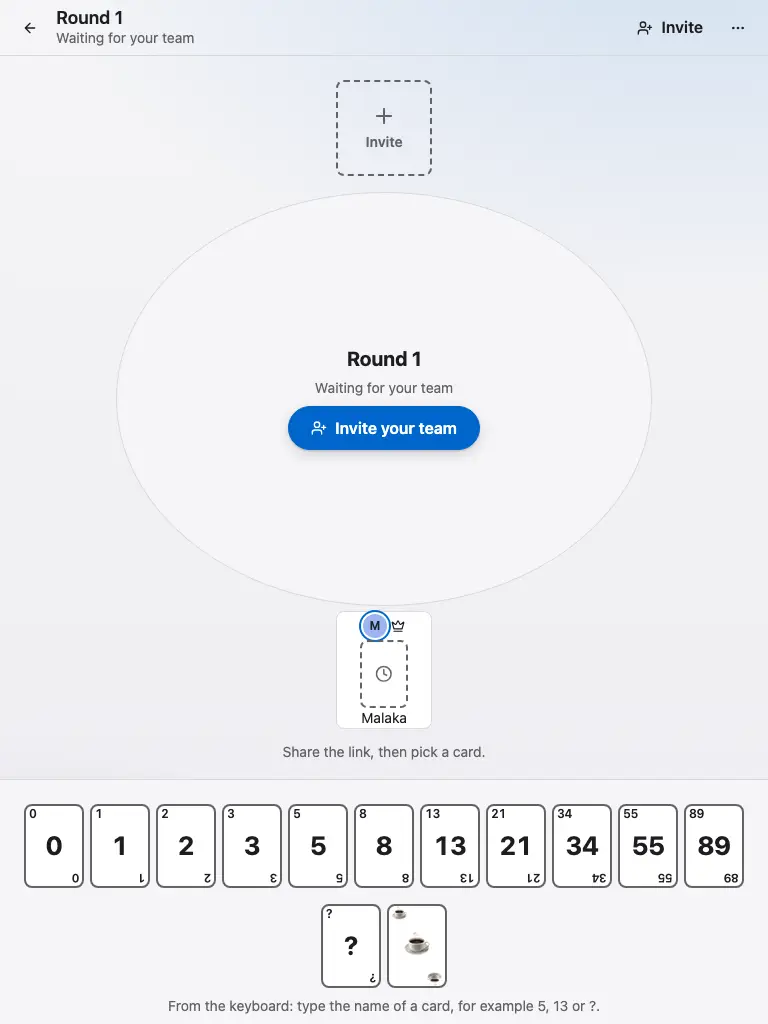 Round 1
Waiting for your team
Invite
Invite
Round 1
Waiting for your team
Invite your team
M
Malaka
Share the link, then pick a card.
0 0 0
1 1 1
2 2 2
3 3 3
5 5 5
8 8 8
13 13 13
21 21 21
34 34 34
55 55 55
89 89 89
? ? ?
From the keyboard: type the name of a card, for example 5, 13 or ?.